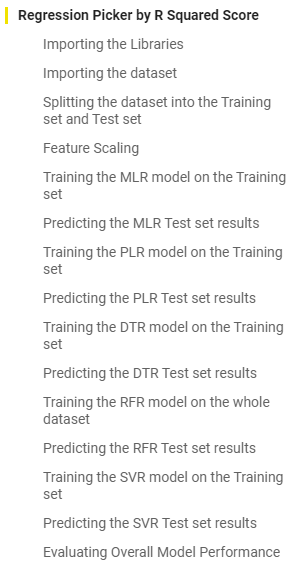 Regression Picker by R Squared Score
Importing the Libraries
Importing the dataset
Splitting the dataset into the Training
set and Test set
Feature Scaling
Training the MLR model on the Training
set
Predicting the MLR Test set results
Training the PLR model on the Training
set
Predicting the PLR Test set results
Training the DTR model on the Training
set
Predicting the DTR Test set results
Training the RFR model on the whole
dataset
Predicting the RFR Test set results
Training the SVR model on the Training
set
Predicting the SVR Test set results
Evaluating Overall Model Performance